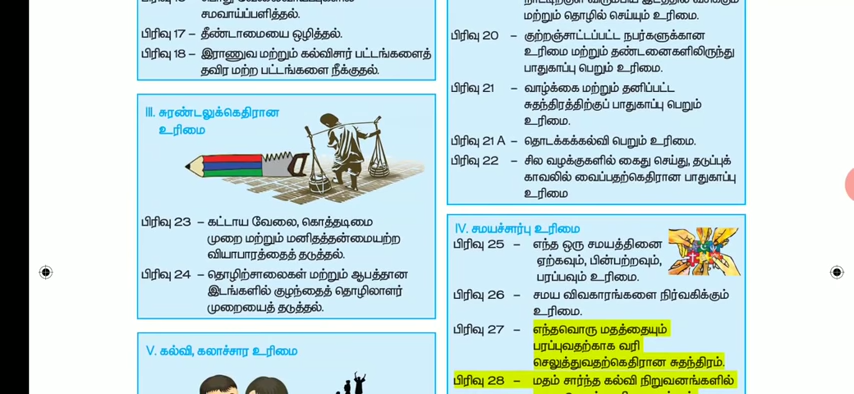 சமவாய்ப்பளித்தல்.
பிரிவு 17 – தீண்டாமையை ஒழித்தல்.
பிரிவு 18 – இராணுவ மற்றும் கல்விசார் பட்டங்களைத்
தவிர மற்ற பட்டங்களை நீக்குதல்.
III. சுரண்டலுக்கெதிரான
உரிமை
பிரிவு 23 – கட்டாய வேலை, கொத்தடிமை
முறை மற்றும் மனிதத்தன்மையற்ற
வியாபாரத்தைத் தடுத்தல்.
பிரிவு 24 – தொழிற்சாலைகள் மற்றும் ஆபத்தான
இடங்களில் குழந்தைத் தொழிலாளர்
முறையைத் தடுத்தல்.
V. கல்வி, கலாச்சார உரிமை
மற்றும் தொழில் செய்யும் உரிமை.
பிரிவு 20 – குற்றஞ்சாட்டப்பட்ட நபர்களுக்கான
உரிமை மற்றும் தண்டனைகளிலிருந்து
பாதுகாப்பு பெறும் உரிமை.
பிரிவு 21 – வாழ்க்கை மற்றும் தனிப்பட்ட
சுதந்திரத்திற்குப் பாதுகாப்பு பெறும்
உரிமை.
பிரிவு 21 A – தொடக்கக்கல்வி பெறும் உரிமை.
பிரிவு 22 – சில வழக்குகளில் கைது செய்து, தடுப்புக்
காவலில் வைப்பதற்கெதிரான பாதுகாப்பு
உரிமை
IV. சமயச்சார்பு உரிமை
பிரிவு 25 – எந்த ஒரு சமயத்தினை
ஏற்கவும், பின்பற்றவும்,
பரப்பவும் உரிமை.
பிரிவு 26 – சமய விவகாரங்களை நிர்வகிக்கும்
உரிமை.
பிரிவு 27 – எந்தவொரு மதத்தையும்
பரப்புவதற்காக வரி
செலுத்துவதற்கெதிரான சுதந்திரம்.
பிரிவு 28 – மதம் சார்ந்த கல்வி நிறுவனங்களில்